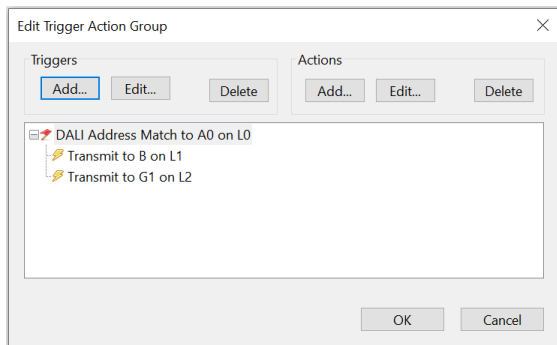 Edit Trigger Action Group
Triggers
Add...
Edit...
Delete
Actions
Add...
Edit...
Delete
DALI Address Match to A0 on L0
Transmit to B on L1
Transmit to G1 on L2
OK
Cancel